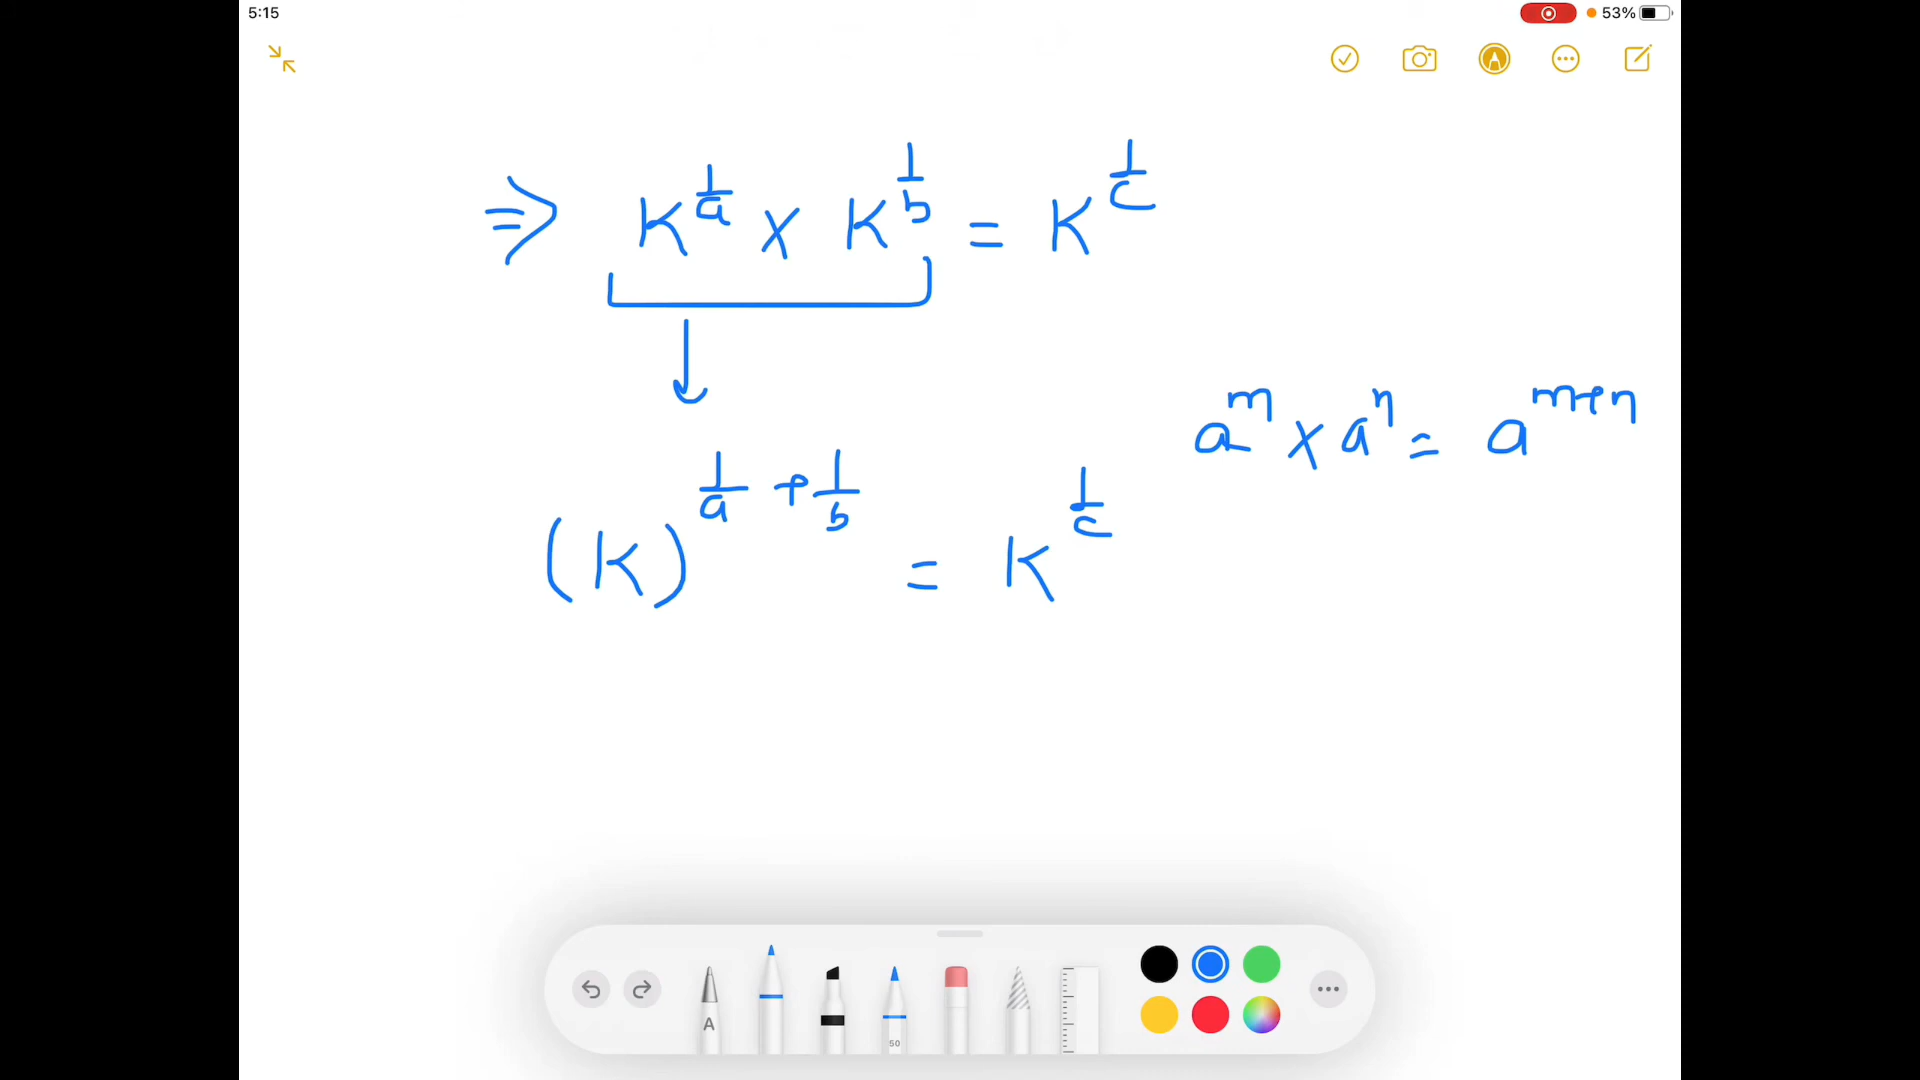 5:15 53%
⇒ K^(1/a) × K^(1/b) = K^(1/c)
a^m × a^n = a^(m+n)
(K)^(1/a + 1/b) = K^(1/c)
A 50